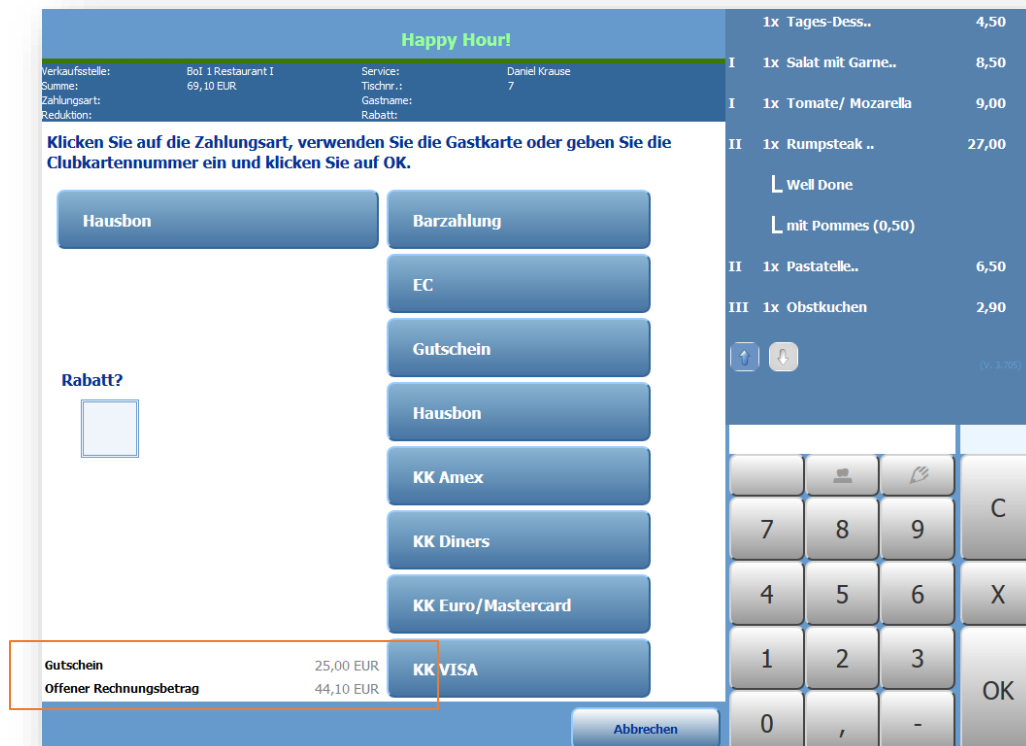 Happy Hour!
Verkaufsstelle: BoI 1 Restaurant I Service: Daniel Krause
Summe: 69,10 EUR Tischnr.: 7
Zahlungsart: Gastname:
Reduktion: Rabatt:
Klicken Sie auf die Zahlungsart, verwenden Sie die Gastkarte oder geben Sie die
Clubkartennummer ein und klicken Sie auf OK.
Hausbon
Barzahlung
EC
Gutschein
Hausbon
KK Amex
KK Diners
KK Euro/Mastercard
KK VISA
Rabatt?
Gutschein 25,00 EUR
Offener Rechnungsbetrag 44,10 EUR
Abbrechen
1x Tages-Dess.. 4,50
I 1x Salat mit Garne.. 8,50
I 1x Tomate/ Mozarella 9,00
II 1x Rumpsteak .. 27,00
Well Done
mit Pommes (0,50)
II 1x Pastatelle.. 6,50
III 1x Obstkuchen 2,90
(V. 3.705)
7 8 9 C
4 5 6 X
1 2 3 OK
0 , -